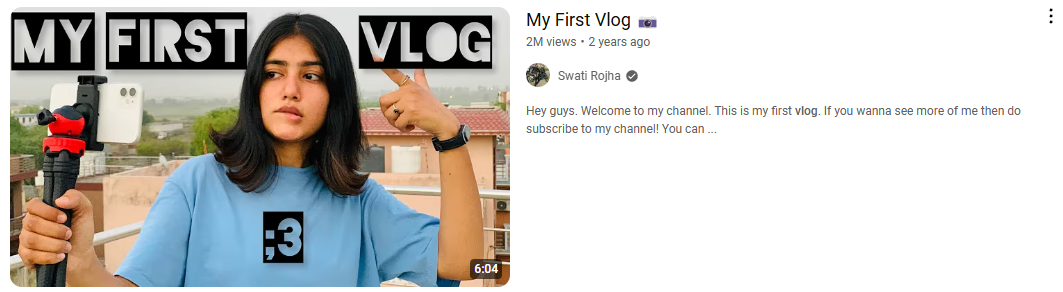 MY FIRST VLOG
;3
6:04
My First Vlog 📷
2M views • 2 years ago
Swati Rojha
Hey guys. Welcome to my channel. This is my first vlog. If you wanna see more of me then do
subscribe to my channel! You can ...